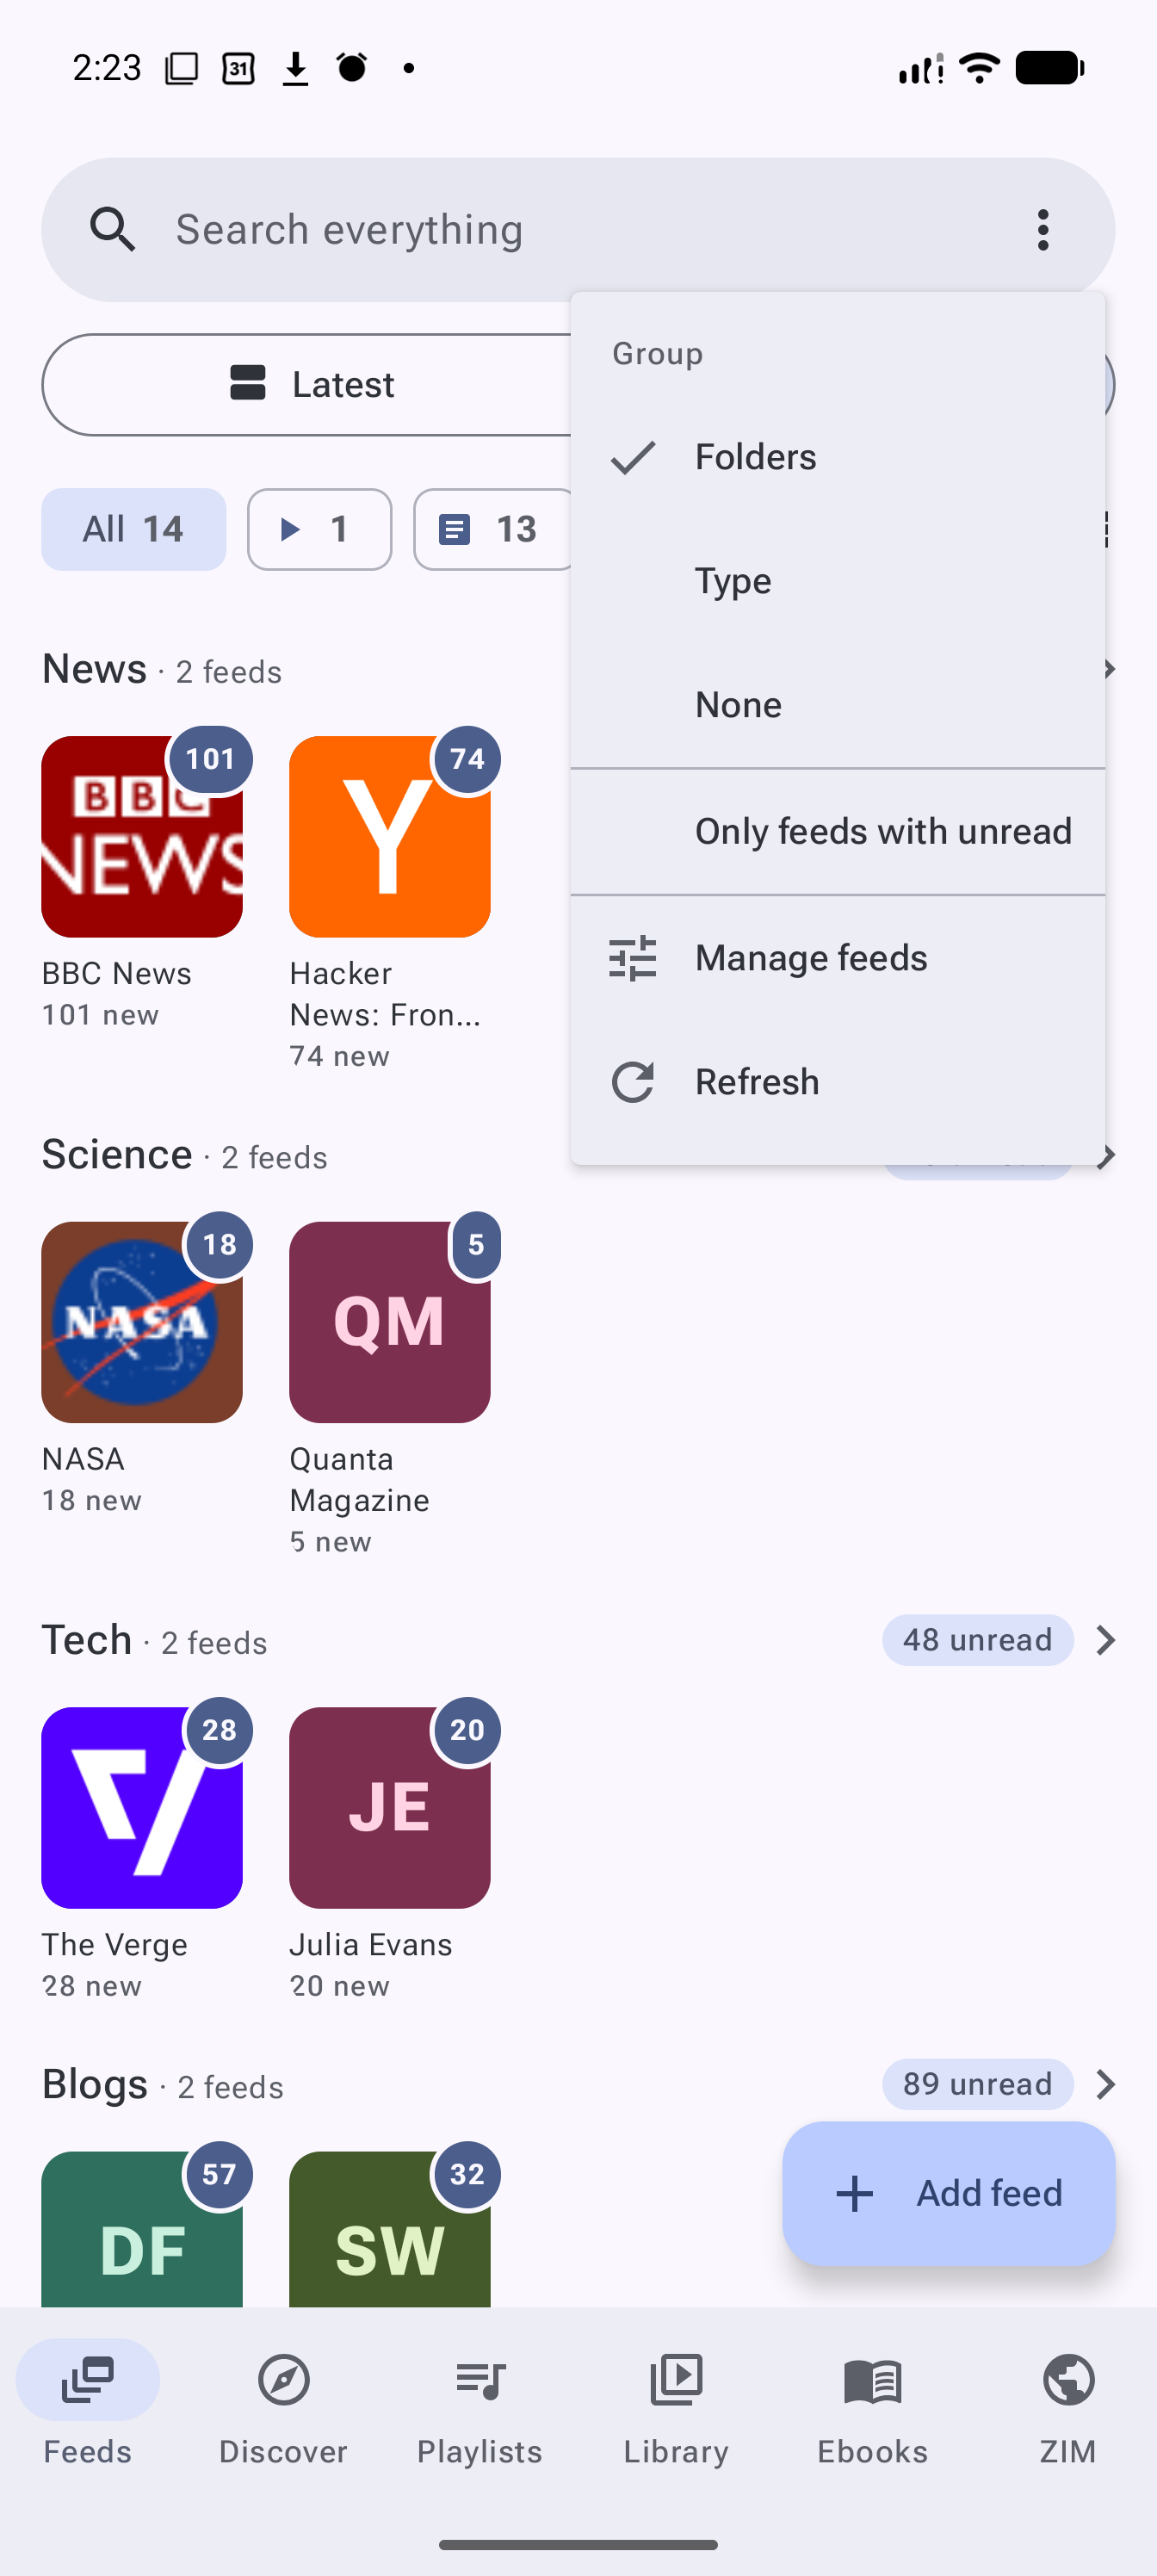 2:23
31
Search everything
Group
Latest
Folders
All 14
1
13
Type
News · 2 feeds
None
101
74
BBC
NEWS
Y
Only feeds with unread
BBC News
101 new
Hacker
News: Fron...
74 new
Manage feeds
Refresh
Science · 2 feeds
18
5
NASA
QM
NASA
18 new
Quanta
Magazine
5 new
Tech · 2 feeds
48 unread
28
20
JE
The Verge
28 new
Julia Evans
20 new
Blogs · 2 feeds
89 unread
57
32
DF
SW
Add feed
Feeds
Discover
Playlists
Library
Ebooks
ZIM